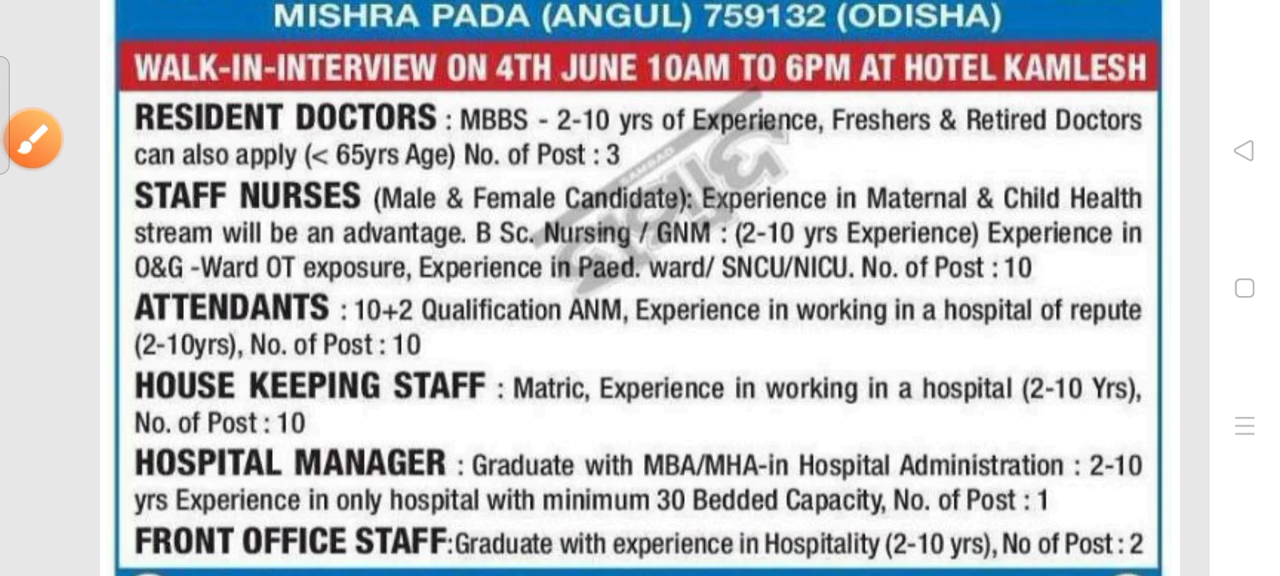 MISHRA PADA (ANGUL) 759132 (ODISHA)
WALK-IN-INTERVIEW ON 4TH JUNE 10AM TO 6PM AT HOTEL KAMLESH
RESIDENT DOCTORS : MBBS - 2-10 yrs of Experience, Freshers & Retired Doctors
can also apply (< 65yrs Age) No. of Post : 3
STAFF NURSES (Male & Female Candidate): Experience in Maternal & Child Health
stream will be an advantage. B Sc. Nursing / GNM : (2-10 yrs Experience) Experience in
O&G -Ward OT exposure, Experience in Paed. ward/ SNCU/NICU. No. of Post : 10
ATTENDANTS : 10+2 Qualification ANM, Experience in working in a hospital of repute
(2-10yrs), No. of Post : 10
HOUSE KEEPING STAFF : Matric, Experience in working in a hospital (2-10 Yrs),
No. of Post : 10
HOSPITAL MANAGER : Graduate with MBA/MHA-in Hospital Administration : 2-10
yrs Experience in only hospital with minimum 30 Bedded Capacity, No. of Post : 1
FRONT OFFICE STAFF:Graduate with experience in Hospitality (2-10 yrs), No of Post : 2
ସମ୍ବାଦ
SAMBAD